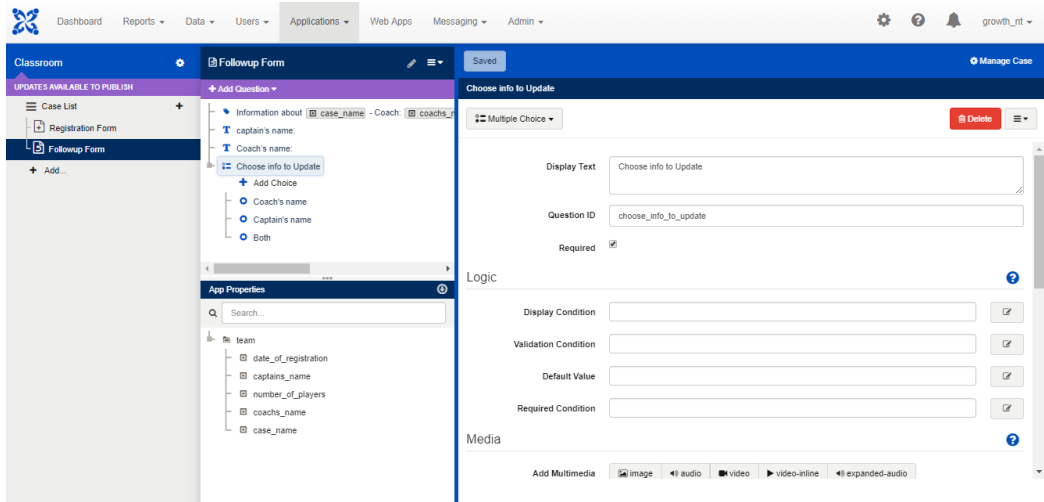 Dashboard Reports Data Users Applications Web Apps Messaging Admin growth_nt
Classroom
UPDATES AVAILABLE TO PUBLISH
Case List
Registration Form
Followup Form
Add...
Followup Form
Add Question
Information about case_name - Coach: coachs_n
captain's name:
Coach's name:
Choose info to Update
Add Choice
Coach's name
Captain's name
Both
App Properties
Search...
team
date_of_registration
captains_name
number_of_players
coachs_name
case_name
Saved Manage Case
Choose info to Update
Multiple Choice Delete
Display Text Choose info to Update
Question ID choose_info_to_update
Required
Logic
Display Condition
Validation Condition
Default Value
Required Condition
Media
Add Multimedia image audio video video-inline expanded-audio